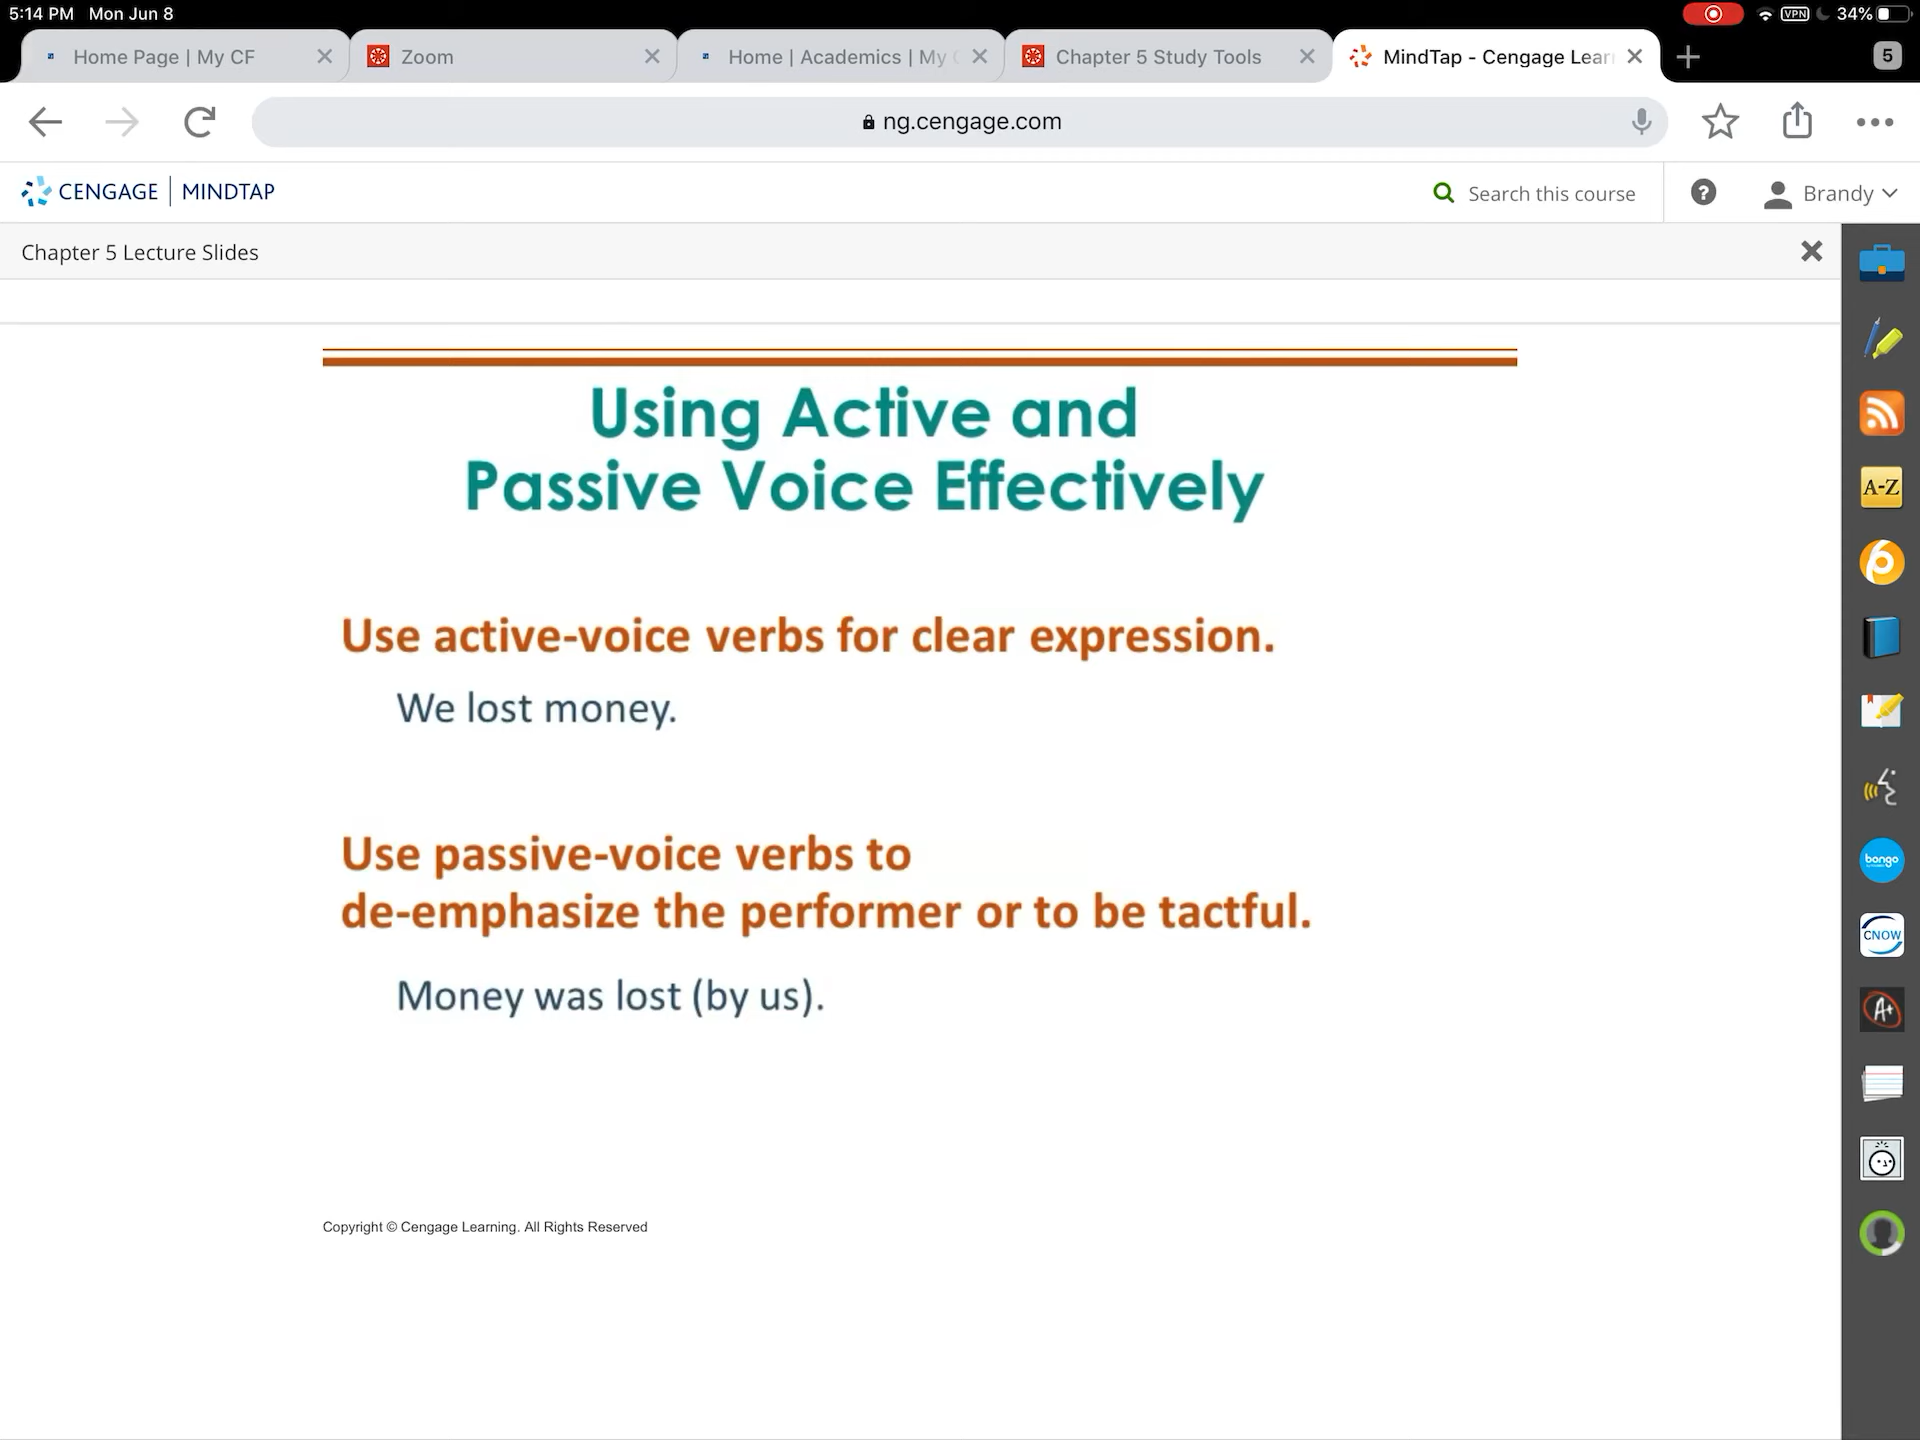 5:14 PM Mon Jun 8
VPN 34%
Home Page | My CF
Zoom
Home | Academics | My
Chapter 5 Study Tools
MindTap - Cengage Lear
5
ng.cengage.com
CENGAGE | MINDTAP
Search this course
?
Brandy
Chapter 5 Lecture Slides
Using Active and
Passive Voice Effectively
Use active-voice verbs for clear expression.
We lost money.
Use passive-voice verbs to
de-emphasize the performer or to be tactful.
Money was lost (by us).
Copyright © Cengage Learning. All Rights Reserved
A-Z
bongo
CNOW
A+